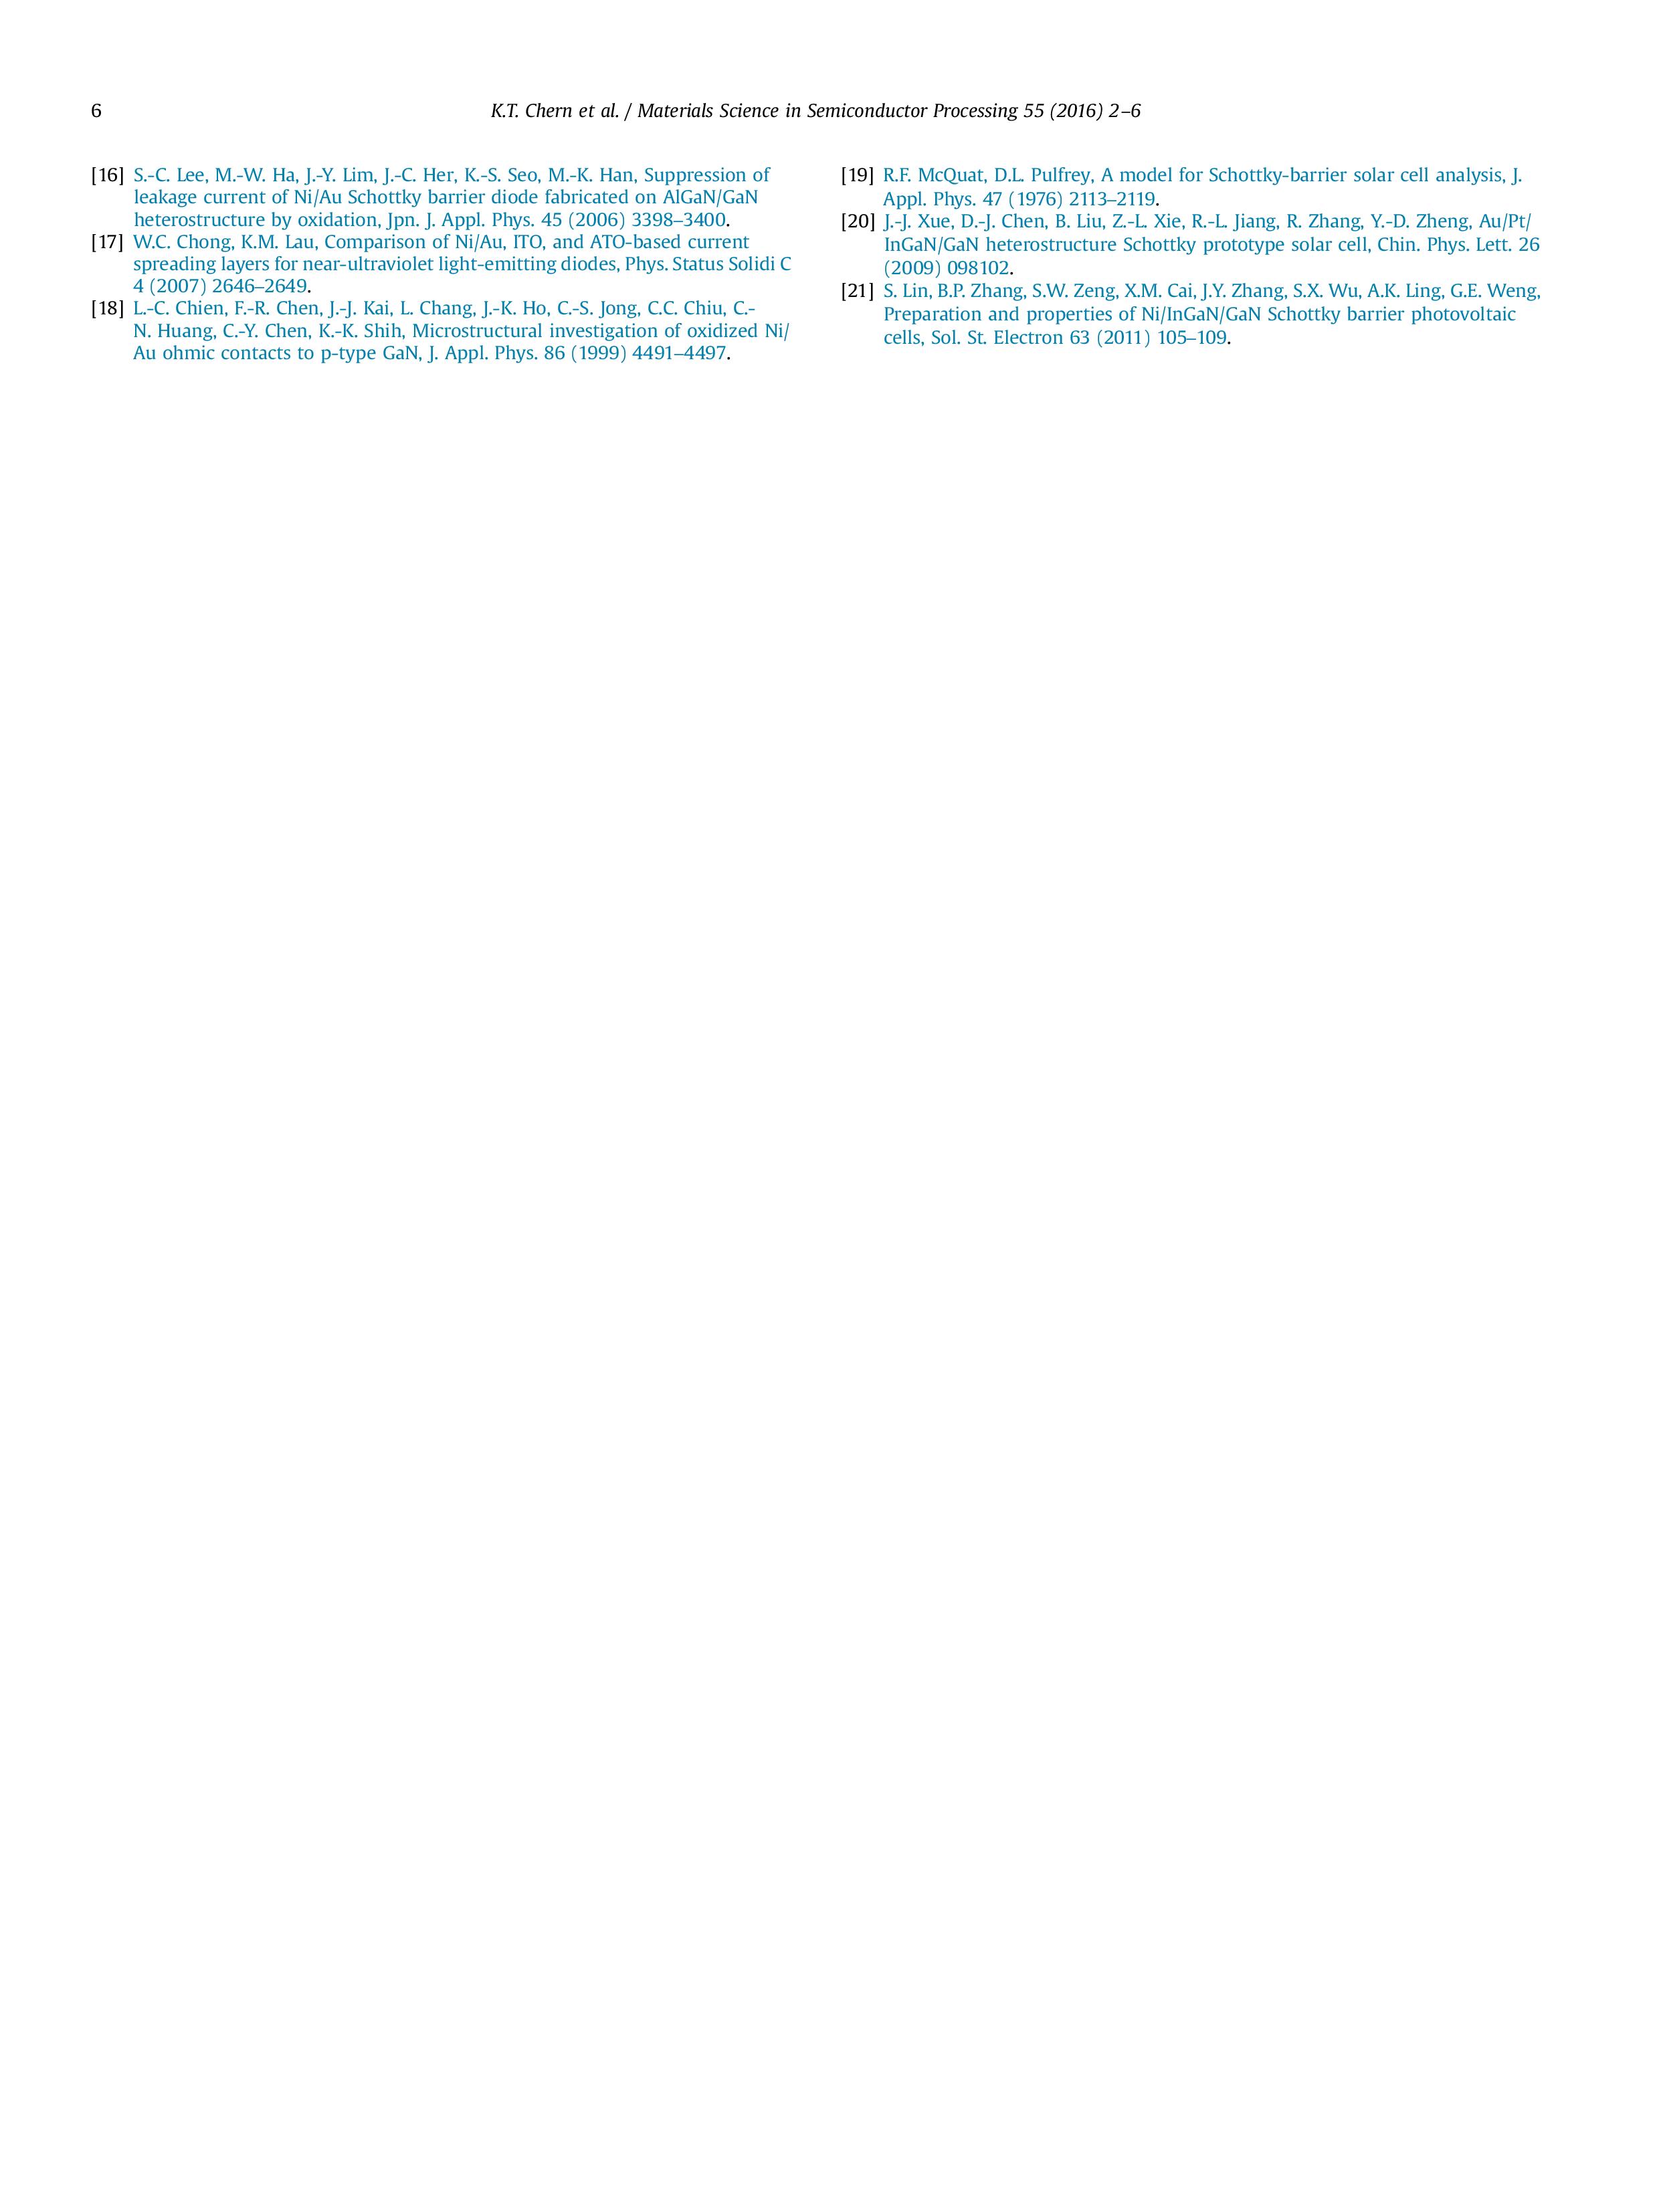 6
K.T. Chern et al. / Materials Science in Semiconductor Processing 55 (2016) 2–6
[16] S.-C. Lee, M.-W. Ha, J.-Y. Lim, J.-C. Her, K.-S. Seo, M.-K. Han, Suppression of
leakage current of Ni/Au Schottky barrier diode fabricated on AlGaN/GaN
heterostructure by oxidation, Jpn. J. Appl. Phys. 45 (2006) 3398–3400.
[17] W.C. Chong, K.M. Lau, Comparison of Ni/Au, ITO, and ATO-based current
spreading layers for near-ultraviolet light-emitting diodes, Phys. Status Solidi C
4 (2007) 2646–2649.
[18] L.-C. Chien, F.-R. Chen, J.-J. Kai, L. Chang, J.-K. Ho, C.-S. Jong, C.C. Chiu, C.-
N. Huang, C.-Y. Chen, K.-K. Shih, Microstructural investigation of oxidized Ni/
Au ohmic contacts to p-type GaN, J. Appl. Phys. 86 (1999) 4491–4497.
[19] R.F. McQuat, D.L. Pulfrey, A model for Schottky-barrier solar cell analysis, J.
Appl. Phys. 47 (1976) 2113–2119.
[20] J.-J. Xue, D.-J. Chen, B. Liu, Z.-L. Xie, R.-L. Jiang, R. Zhang, Y.-D. Zheng, Au/Pt/
InGaN/GaN heterostructure Schottky prototype solar cell, Chin. Phys. Lett. 26
(2009) 098102.
[21] S. Lin, B.P. Zhang, S.W. Zeng, X.M. Cai, J.Y. Zhang, S.X. Wu, A.K. Ling, G.E. Weng,
Preparation and properties of Ni/InGaN/GaN Schottky barrier photovoltaic
cells, Sol. St. Electron 63 (2011) 105–109.